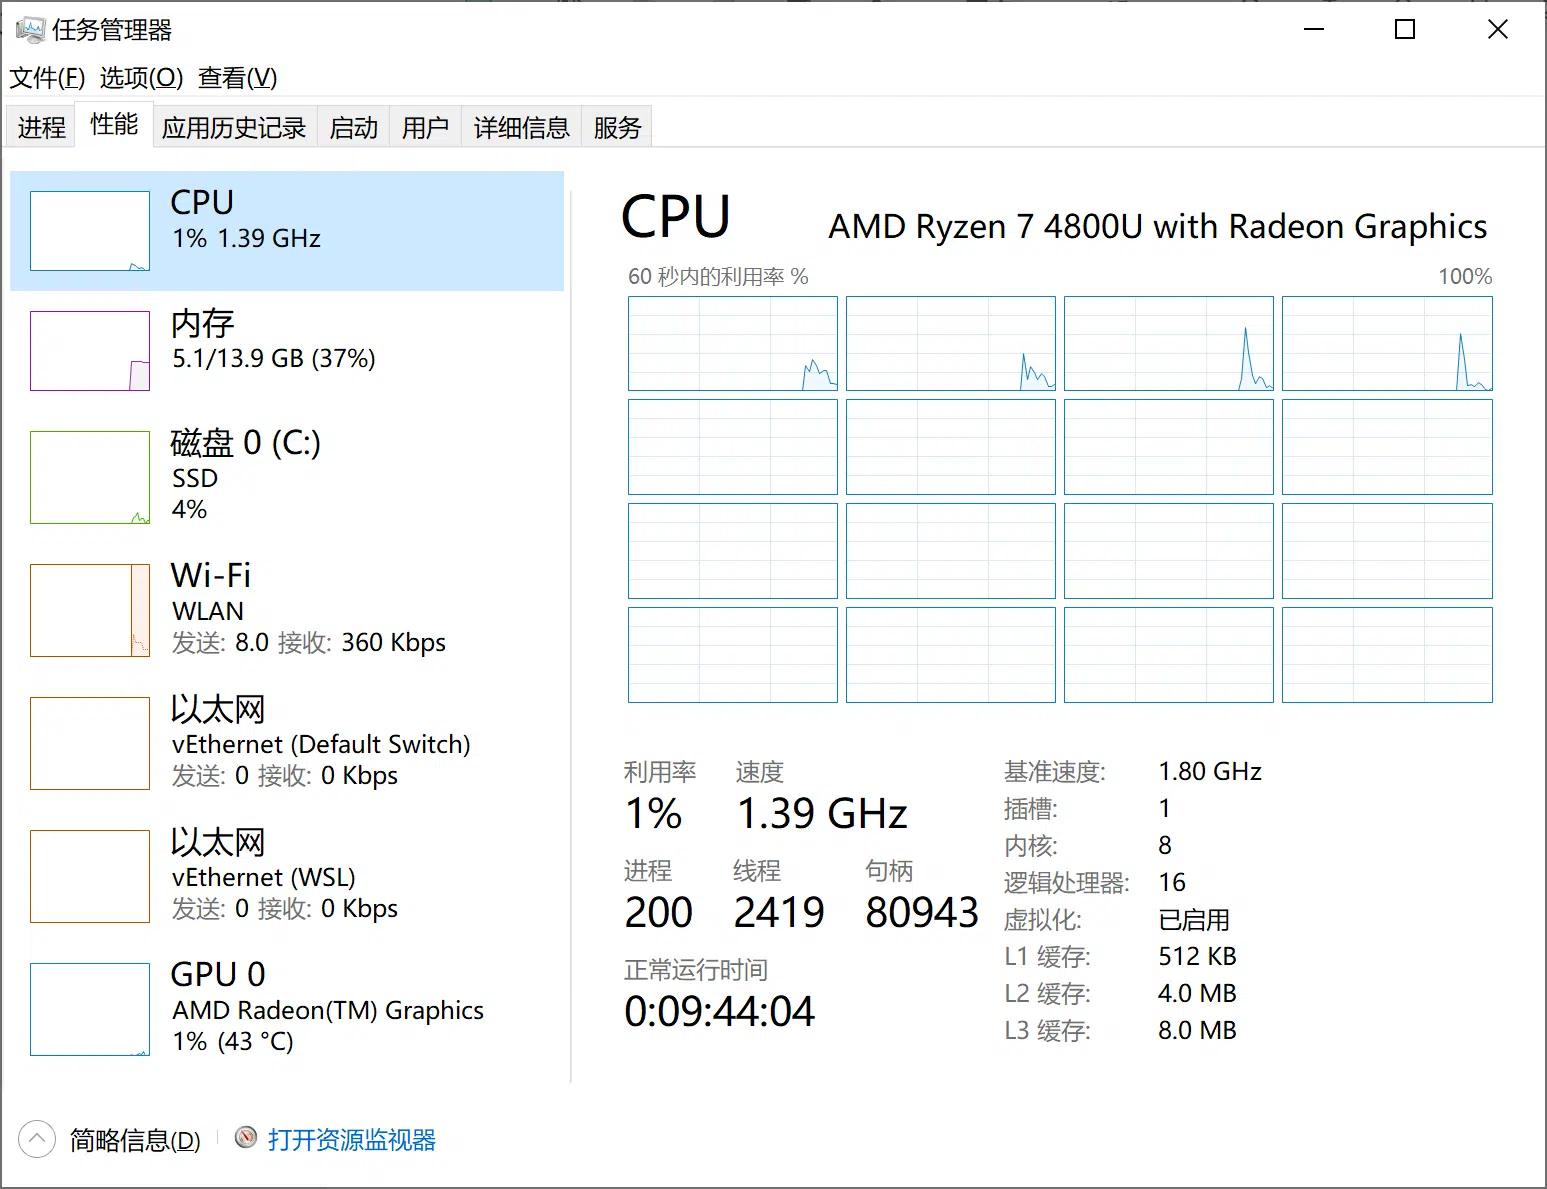 任务管理器
文件(F) 选项(O) 查看(V)
进程 性能 应用历史记录 启动 用户 详细信息 服务
CPU
1% 1.39 GHz
内存
5.1/13.9 GB (37%)
磁盘 0 (C:)
SSD
4%
Wi-Fi
WLAN
发送: 8.0 接收: 360 Kbps
以太网
vEthernet (Default Switch)
发送: 0 接收: 0 Kbps
以太网
vEthernet (WSL)
发送: 0 接收: 0 Kbps
GPU 0
AMD Radeon(TM) Graphics
1% (43 °C)
CPU AMD Ryzen 7 4800U with Radeon Graphics
60 秒内的利用率 % 100%
利用率 速度
1% 1.39 GHz
进程 线程 句柄
200 2419 80943
正常运行时间
0:09:44:04
基准速度: 1.80 GHz
插槽: 1
内核: 8
逻辑处理器: 16
虚拟化: 已启用
L1 缓存: 512 KB
L2 缓存: 4.0 MB
L3 缓存: 8.0 MB
简略信息(D) 打开资源监视器